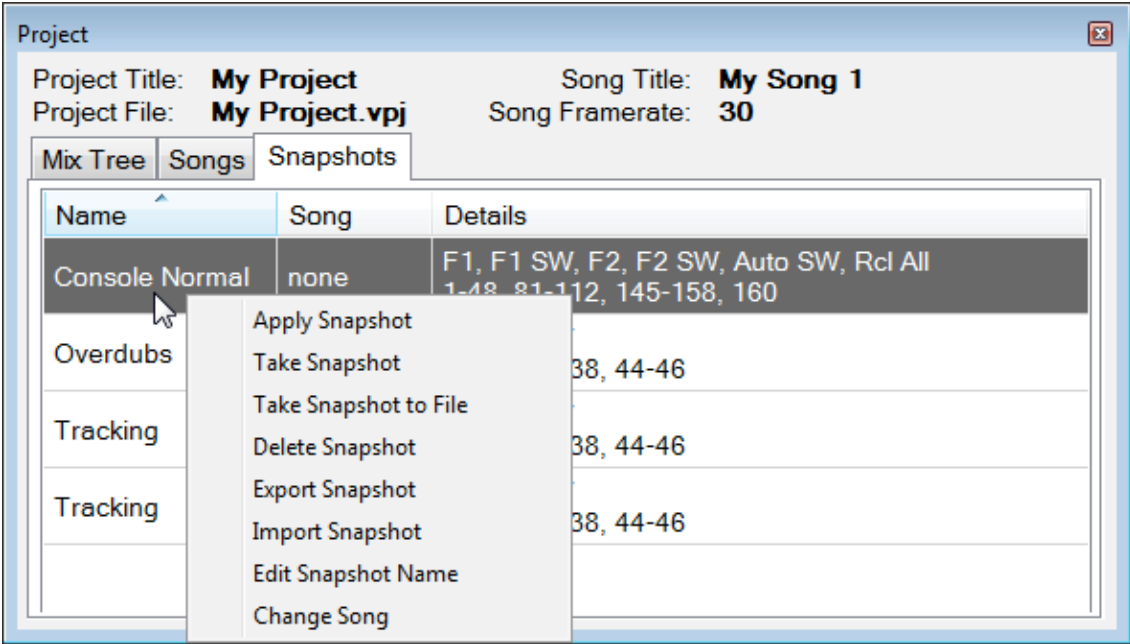 Project
Project Title: My Project Song Title: My Song 1
Project File: My Project.vpj Song Framerate: 30
Mix Tree Songs Snapshots
Name Song Details
Console Normal none F1, F1 SW, F2, F2 SW, Auto SW, Rcl All
1-48, 81-112, 145-158, 160
Apply Snapshot
Overdubs
Take Snapshot
38, 44-46
Take Snapshot to File
Tracking
Delete Snapshot
38, 44-46
Export Snapshot
Tracking
Import Snapshot
38, 44-46
Edit Snapshot Name
Change Song